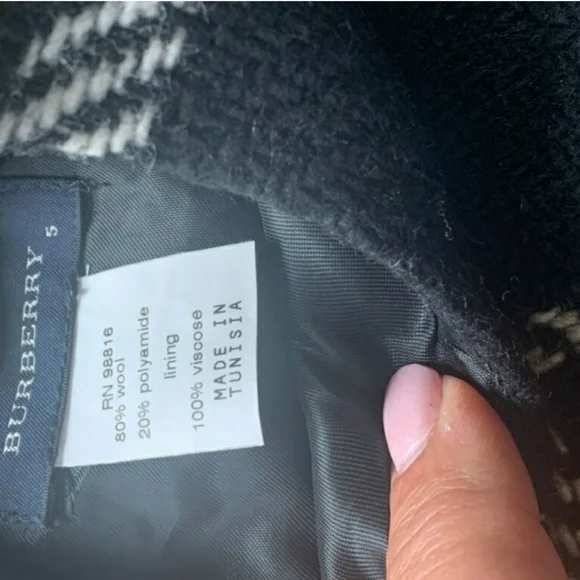 BURBERRY 5
RN 98816
80% wool
20% polyamide
lining
100% viscose
MADE IN
TUNISIA